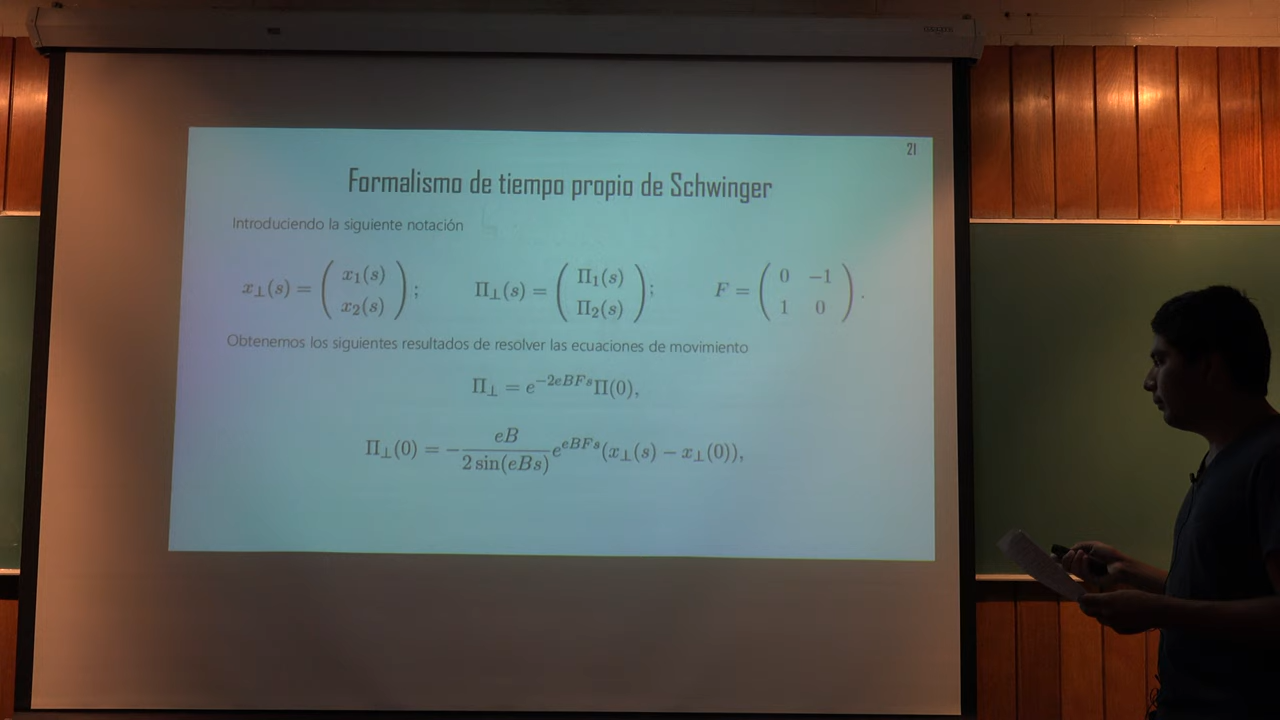 21
Formalismo de tiempo propio de Schwinger
Introduciendo la siguiente notación
x⊥(s) = ( x₁(s) x₂(s) ) ; Π⊥(s) = ( Π₁(s) Π₂(s) ) ; F = ( 0 −1 1 0 ) .
Obtenemos los siguientes resultados de resolver las ecuaciones de movimiento
Π⊥ = e^{−2eBFs}Π(0),
Π⊥(0) = − eB / 2 sin(eBs) e^{eBFs}(x⊥(s) − x⊥(0)),